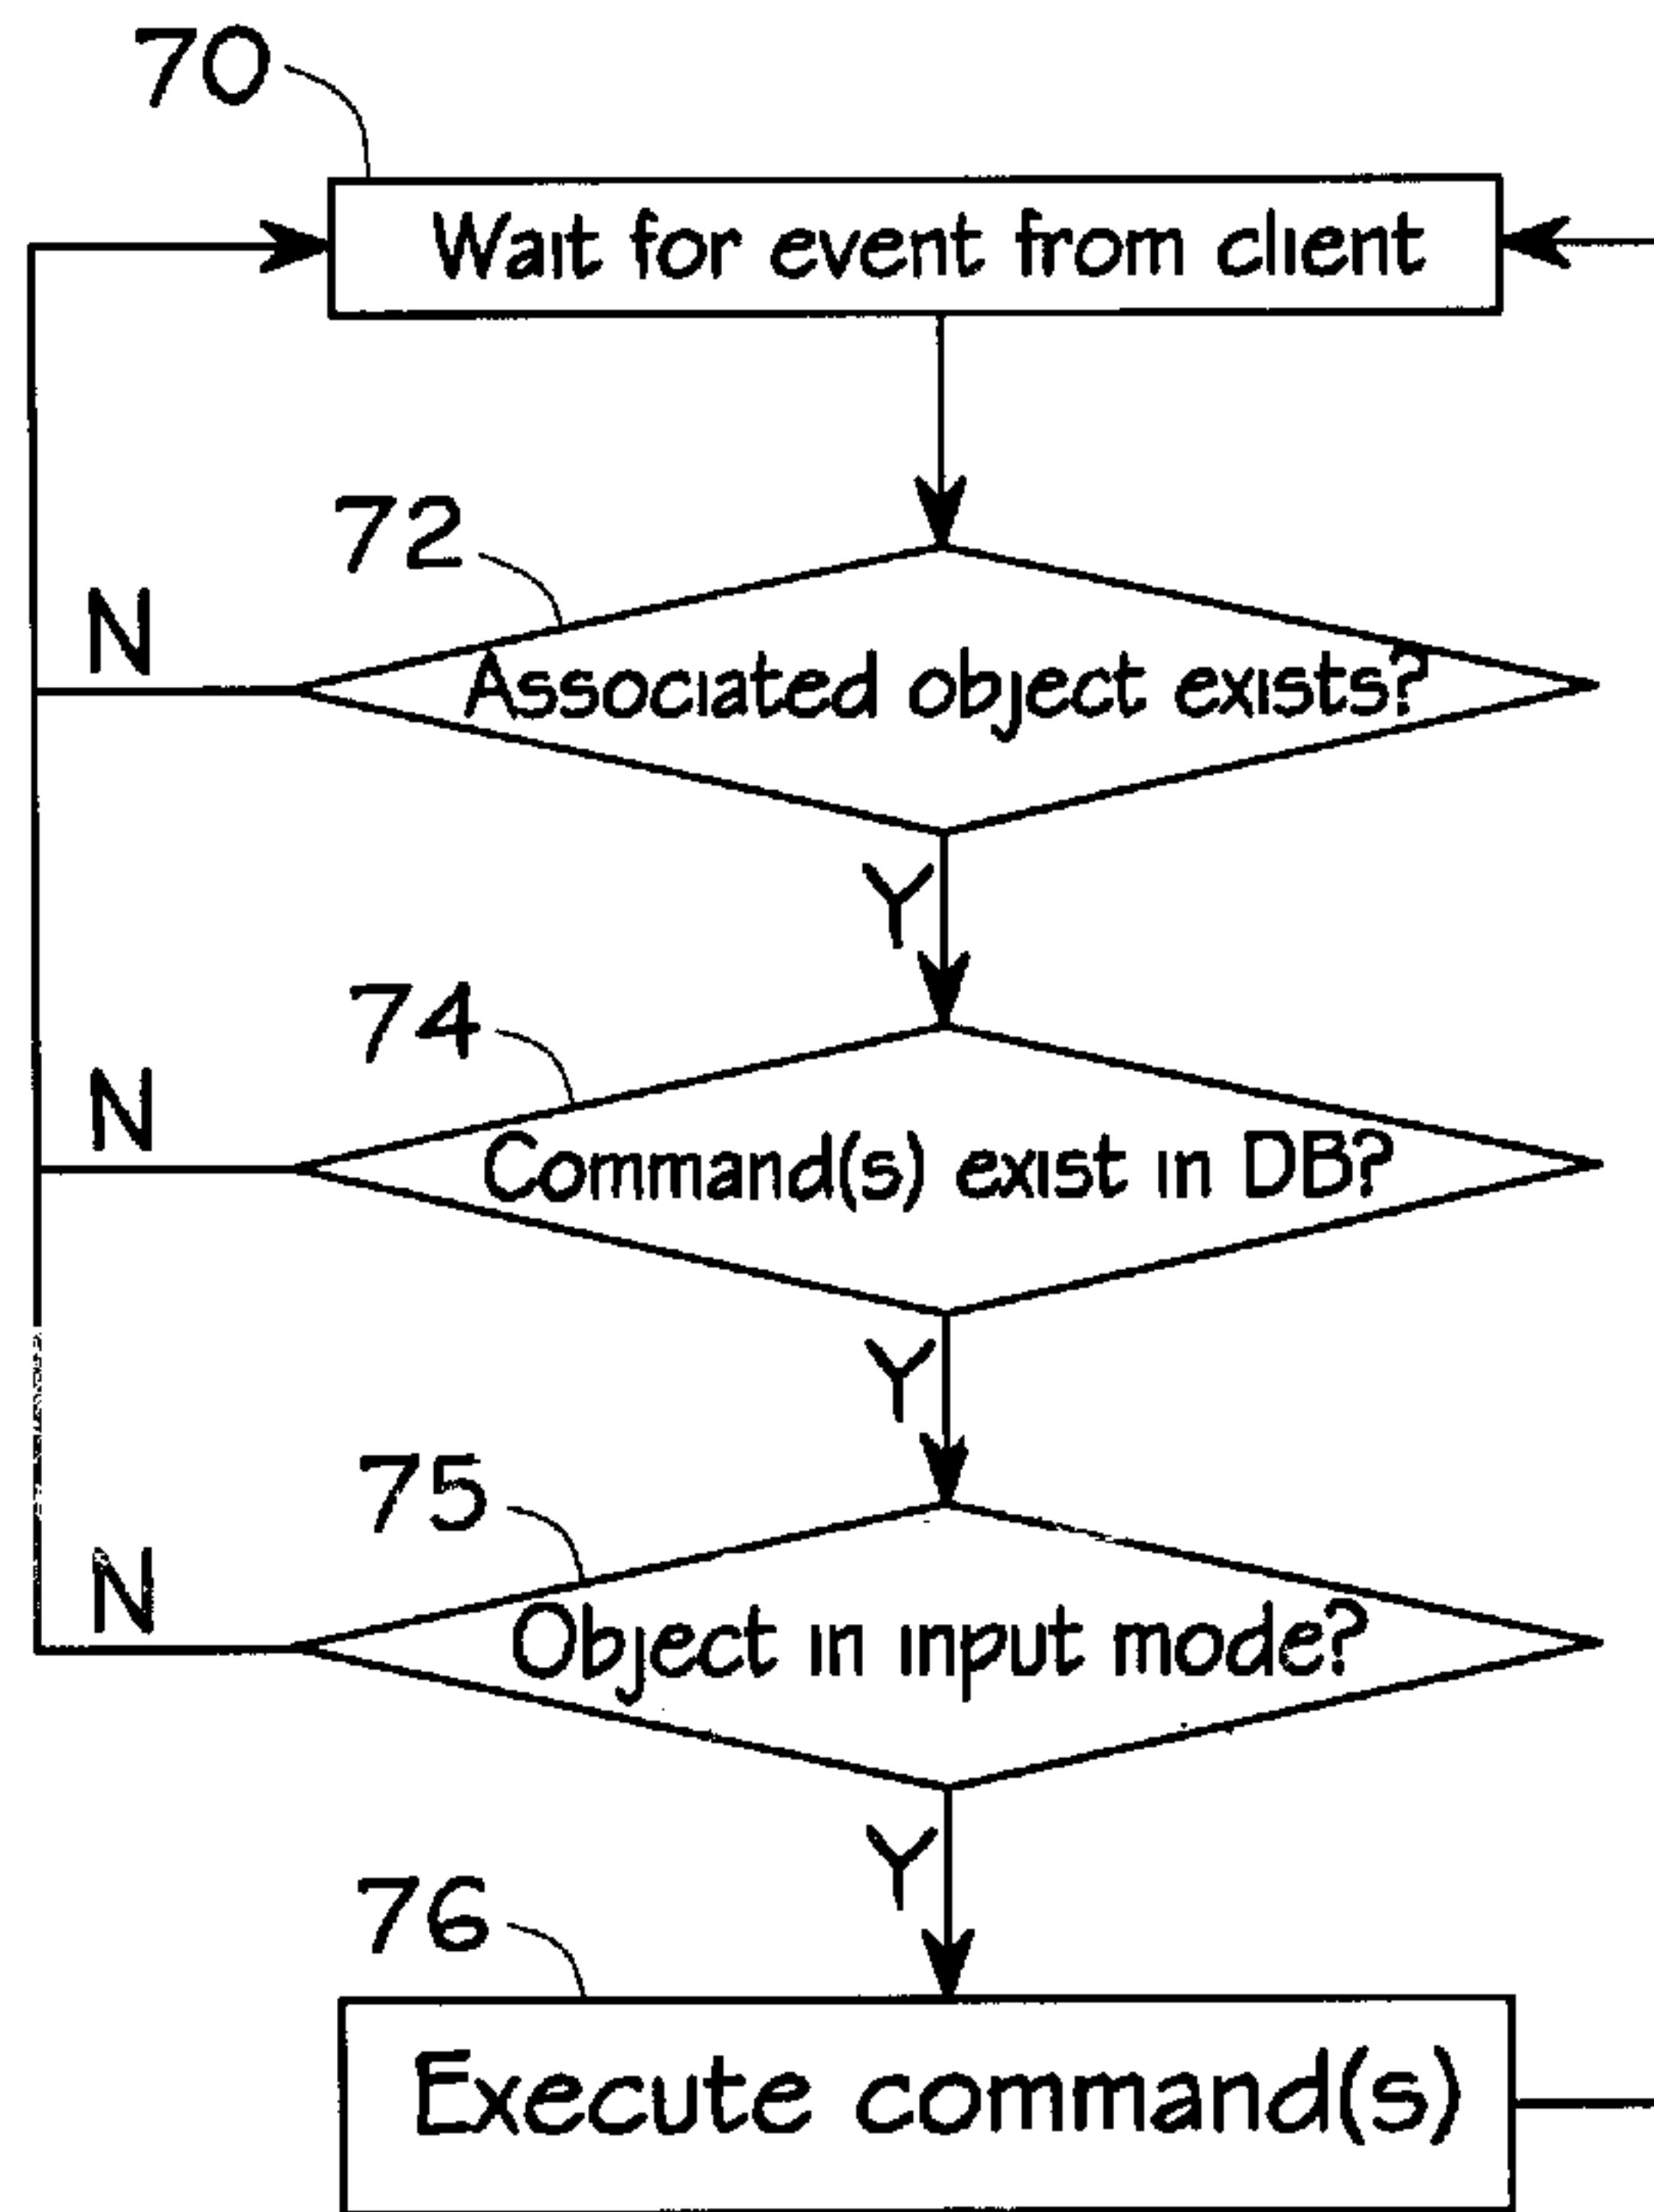 70
Wait for event from client
72
N
Associated object exists?
Y
74
N
Command(s) exist in DB?
Y
75
N
Object in input mode?
Y
76
Execute command(s)